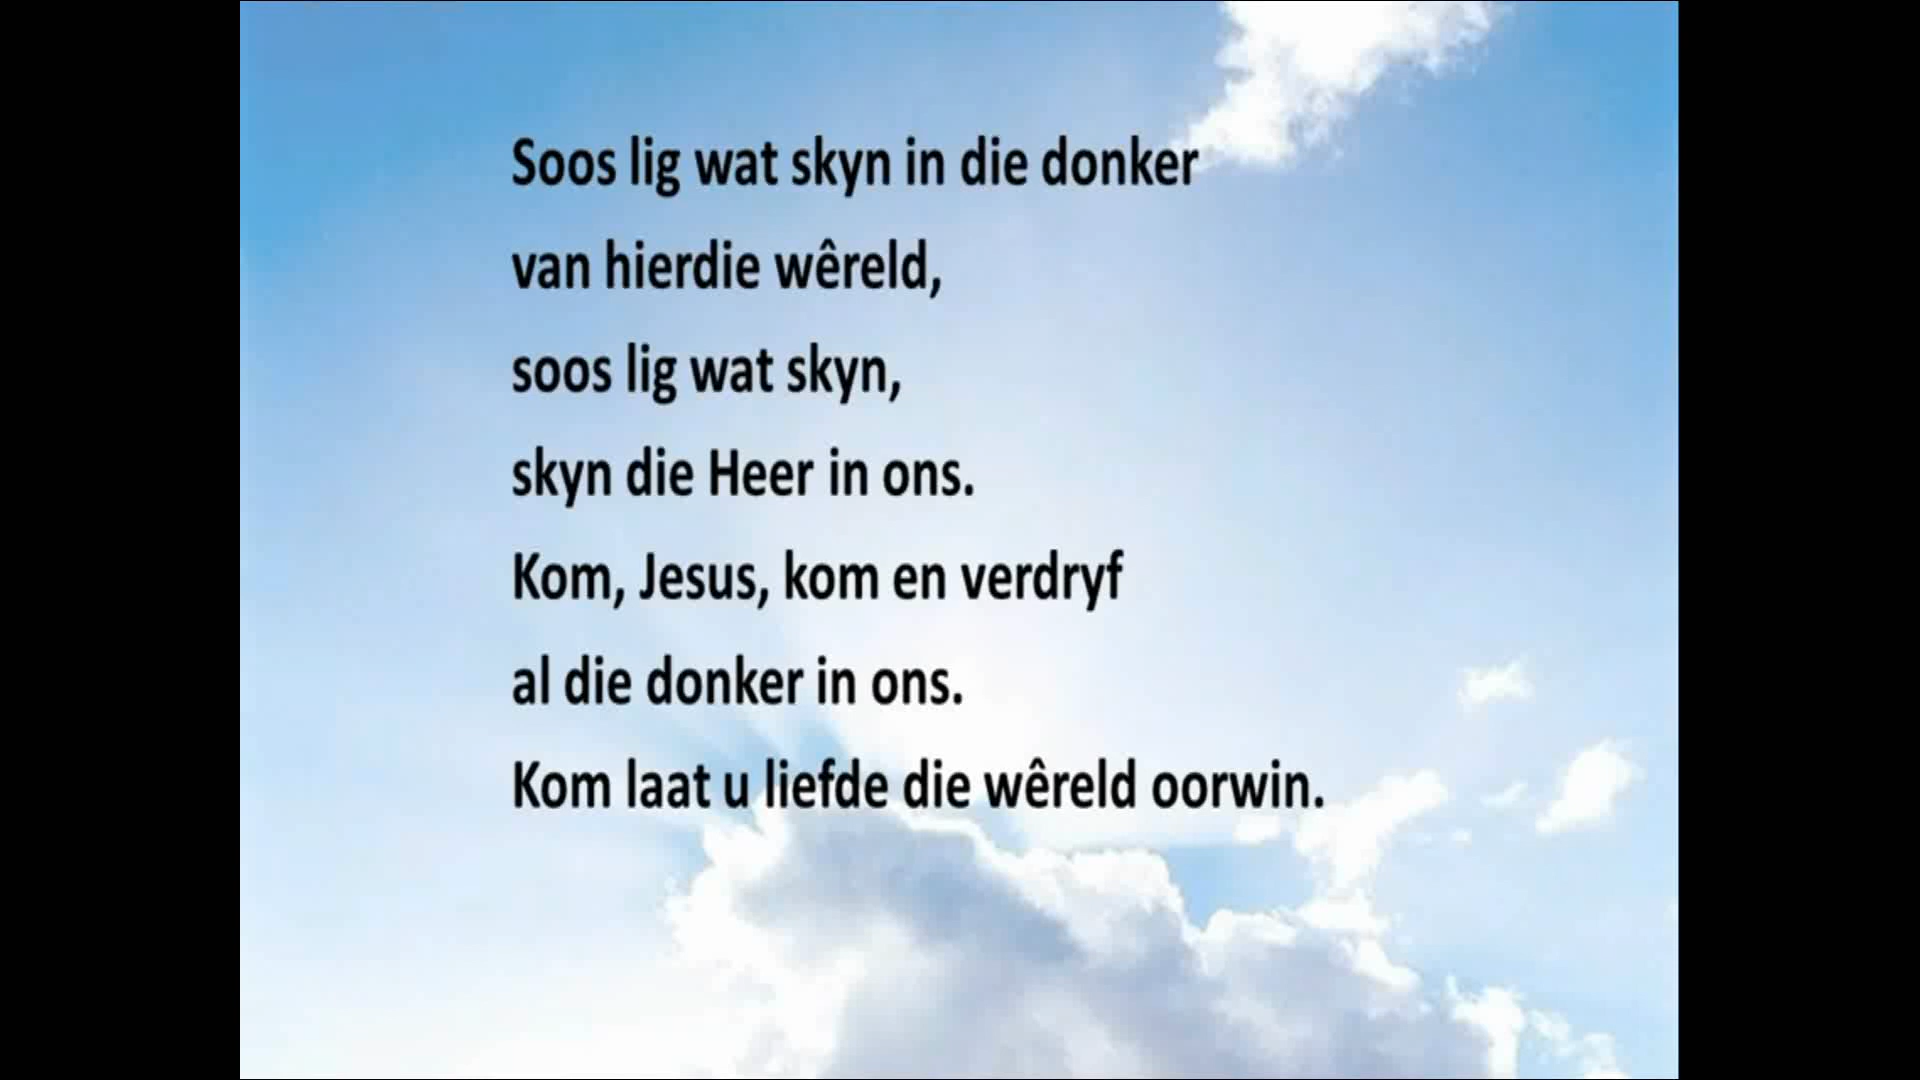 Soos lig wat skyn in die donker
van hierdie wêreld,
soos lig wat skyn,
skyn die Heer in ons.
Kom, Jesus, kom en verdryf
al die donker in ons.
Kom laat u liefde die wêreld oorwin.